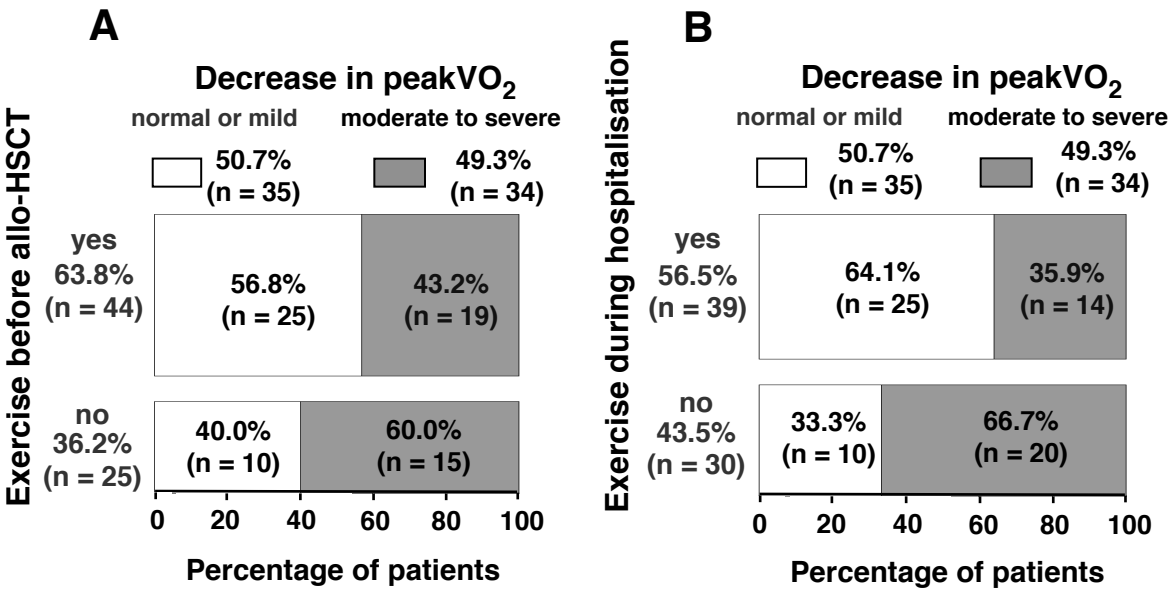 A
Exercise before allo-HSCT
Decrease in peakVO2
normal or mild
moderate to severe
50.7%
(n = 35)
49.3%
(n = 34)
yes
63.8%
(n = 44)
56.8%
(n = 25)
43.2%
(n = 19)
no
36.2%
(n = 25)
40.0%
(n = 10)
60.0%
(n = 15)
0 20 40 60 80 100
Percentage of patients
B
Exercise during hospitalisation
Decrease in peakVO2
normal or mild
moderate to severe
50.7%
(n = 35)
49.3%
(n = 34)
yes
56.5%
(n = 39)
64.1%
(n = 25)
35.9%
(n = 14)
no
43.5%
(n = 30)
33.3%
(n = 10)
66.7%
(n = 20)
0 20 40 60 80 100
Percentage of patients